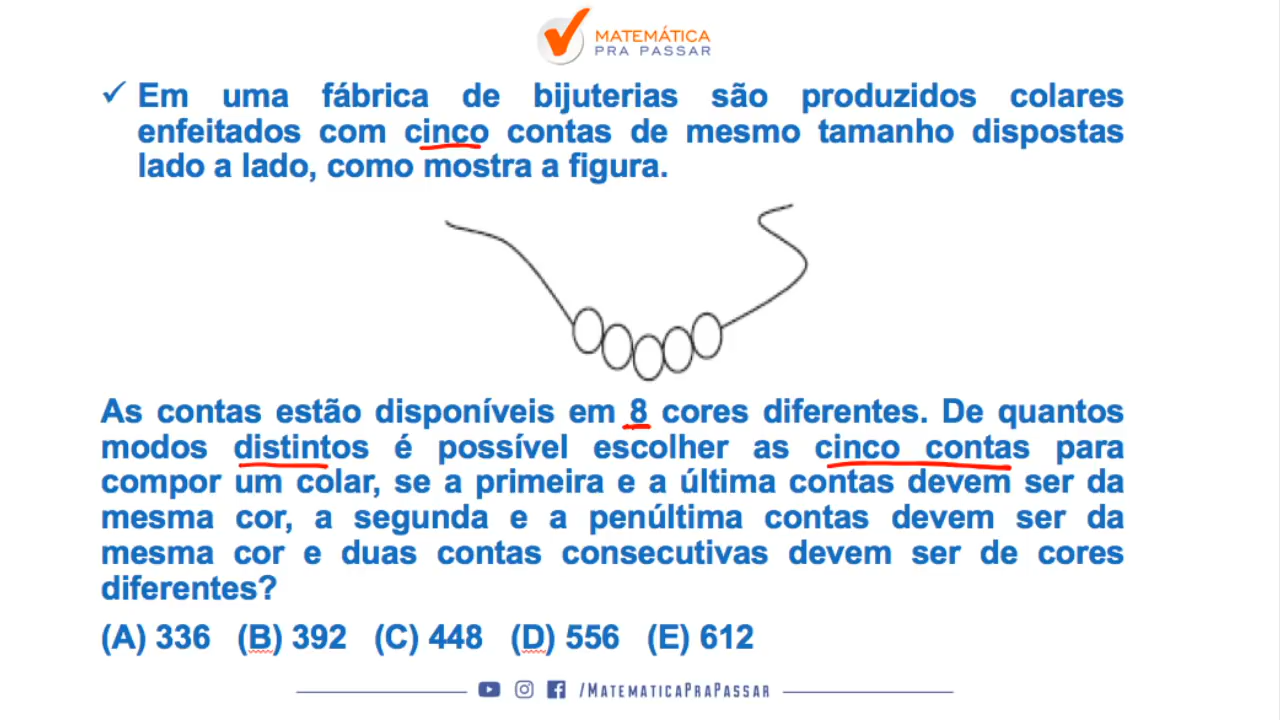 MATEMÁTICA
PRA PASSAR
✓ Em uma fábrica de bijuterias são produzidos colares
enfeitados com cinco contas de mesmo tamanho dispostas
lado a lado, como mostra a figura.
As contas estão disponíveis em 8 cores diferentes. De quantos
modos distintos é possível escolher as cinco contas para
compor um colar, se a primeira e a última contas devem ser da
mesma cor, a segunda e a penúltima contas devem ser da
mesma cor e duas contas consecutivas devem ser de cores
diferentes?
(A) 336 (B) 392 (C) 448 (D) 556 (E) 612
/MATEMATICAPRAPASSAR